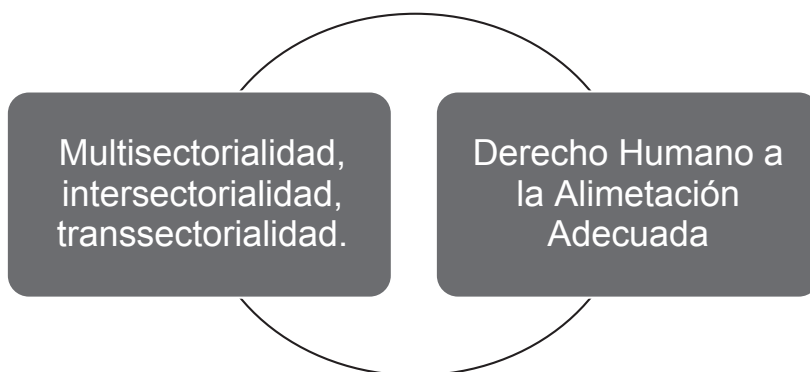 Multisectorialidad,
intersectorialidad,
transsectorialidad.
Derecho Humano a
la Alimetación
Adecuada